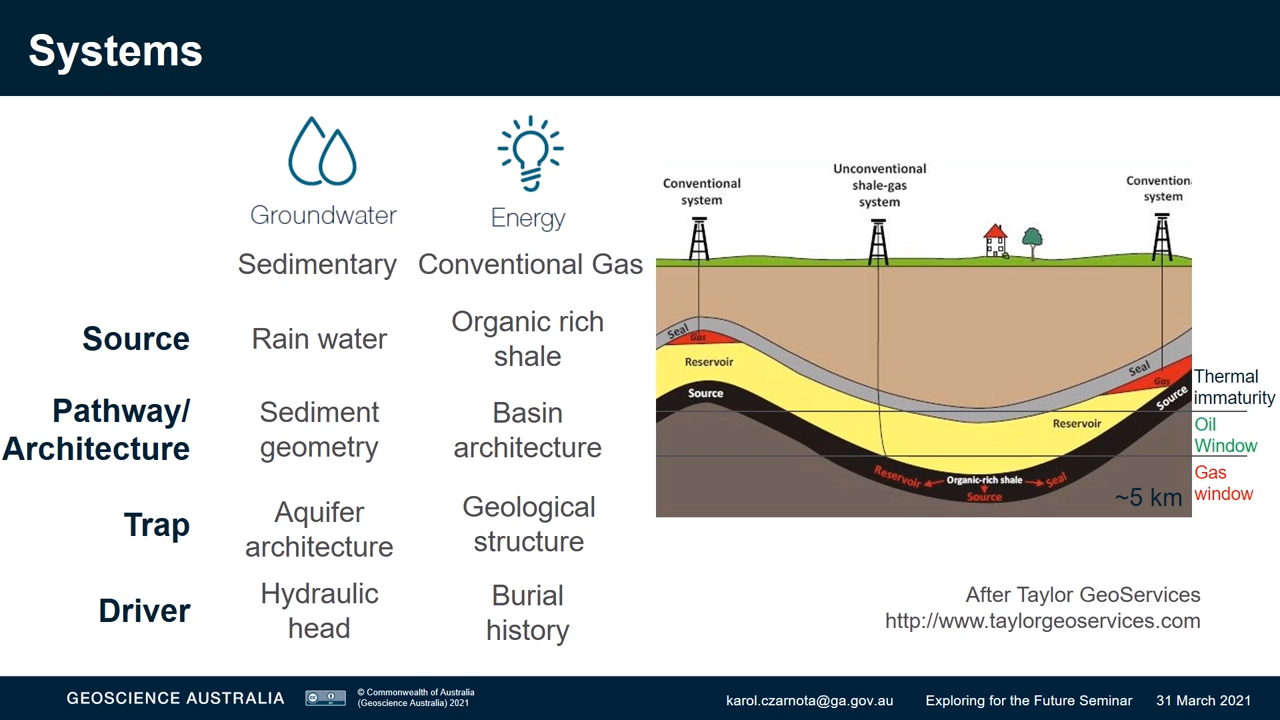 Systems
Groundwater
Energy
Sedimentary
Conventional Gas
Source
Rain water
Organic rich
shale
Pathway/
Architecture
Sediment
geometry
Basin
architecture
Trap
Aquifer
architecture
Geological
structure
Driver
Hydraulic
head
Burial
history
Conventional
system
Unconventional
shale-gas
system
Convention
system
Seal
Gas
Reservoir
Source
Seal
Gas
Source
Reservoir
Reservoir
Organic-rich shale
Source
Seal
~5 km
Thermal
immaturity
Oil
Window
Gas
window
After Taylor GeoServices
http://www.taylorgeoservices.com
GEOSCIENCE AUSTRALIA
© Commonwealth of Australia
(Geoscience Australia) 2021
karol.czarnota@ga.gov.au
Exploring for the Future Seminar
31 March 2021